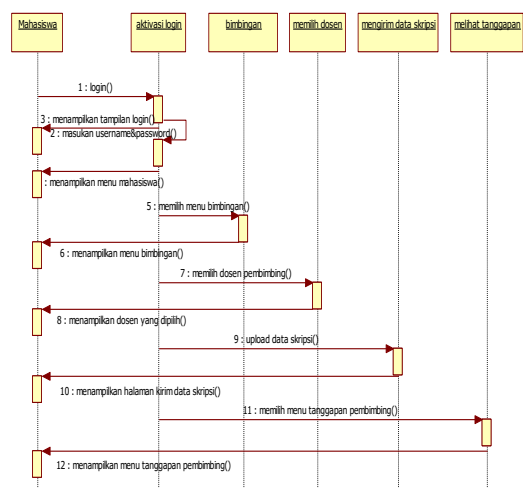 Mahasiswa
aktivasi login
bimbingan
memilih dosen
mengirim data skripsi
melihat tanggapan
1 : login()
3 : menampilkan tampilan login()
2 : masukan username&password()
: menampilkan menu mahasiswa()
5 : memilih menu bimbingan()
6 : menampilkan menu bimbingan()
7 : memilih dosen pembimbing()
8 : menampilkan dosen yang dipilih()
9 : upload data skripsi()
10 : menampilkan halaman kirim data skripsi()
11 : memilih menu tanggapan pembimbing()
12 : menampilkan menu tanggapan pembimbing()